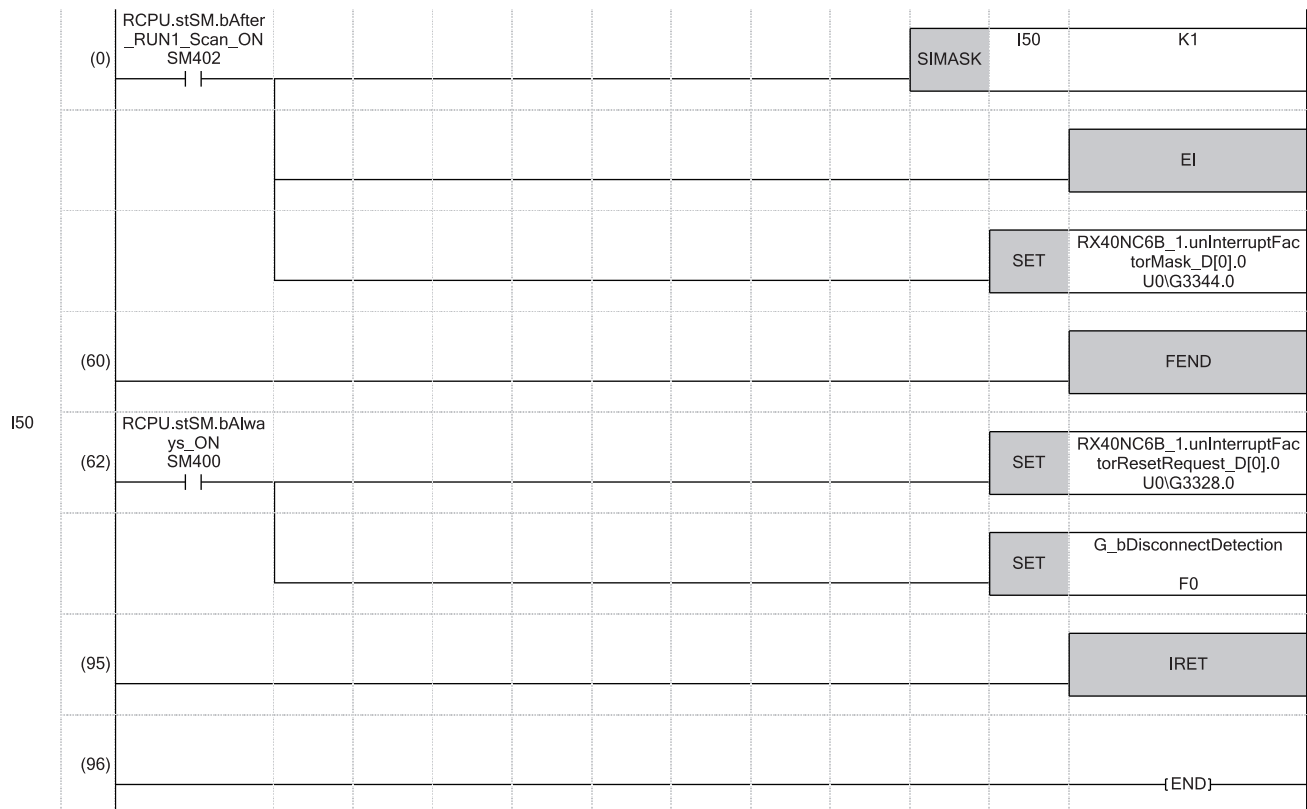 RCPU.stSM.bAfter
_RUN1_Scan_ON
(0) SM402
SIMASK I50 K1
EI
SET RX40NC6B_1.unInterruptFac
torMask_D[0].0
U0\G3344.0
(60) FEND
I50 RCPU.stSM.bAlwa
ys_ON
(62) SM400
SET RX40NC6B_1.unInterruptFac
torResetRequest_D[0].0
U0\G3328.0
SET G_bDisconnectDetection
F0
(95) IRET
(96) [END]